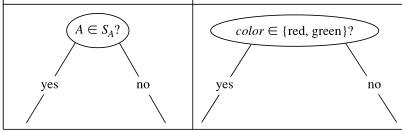 A ∈ S_A?
yes
no
color ∈ {red, green}?
yes
no